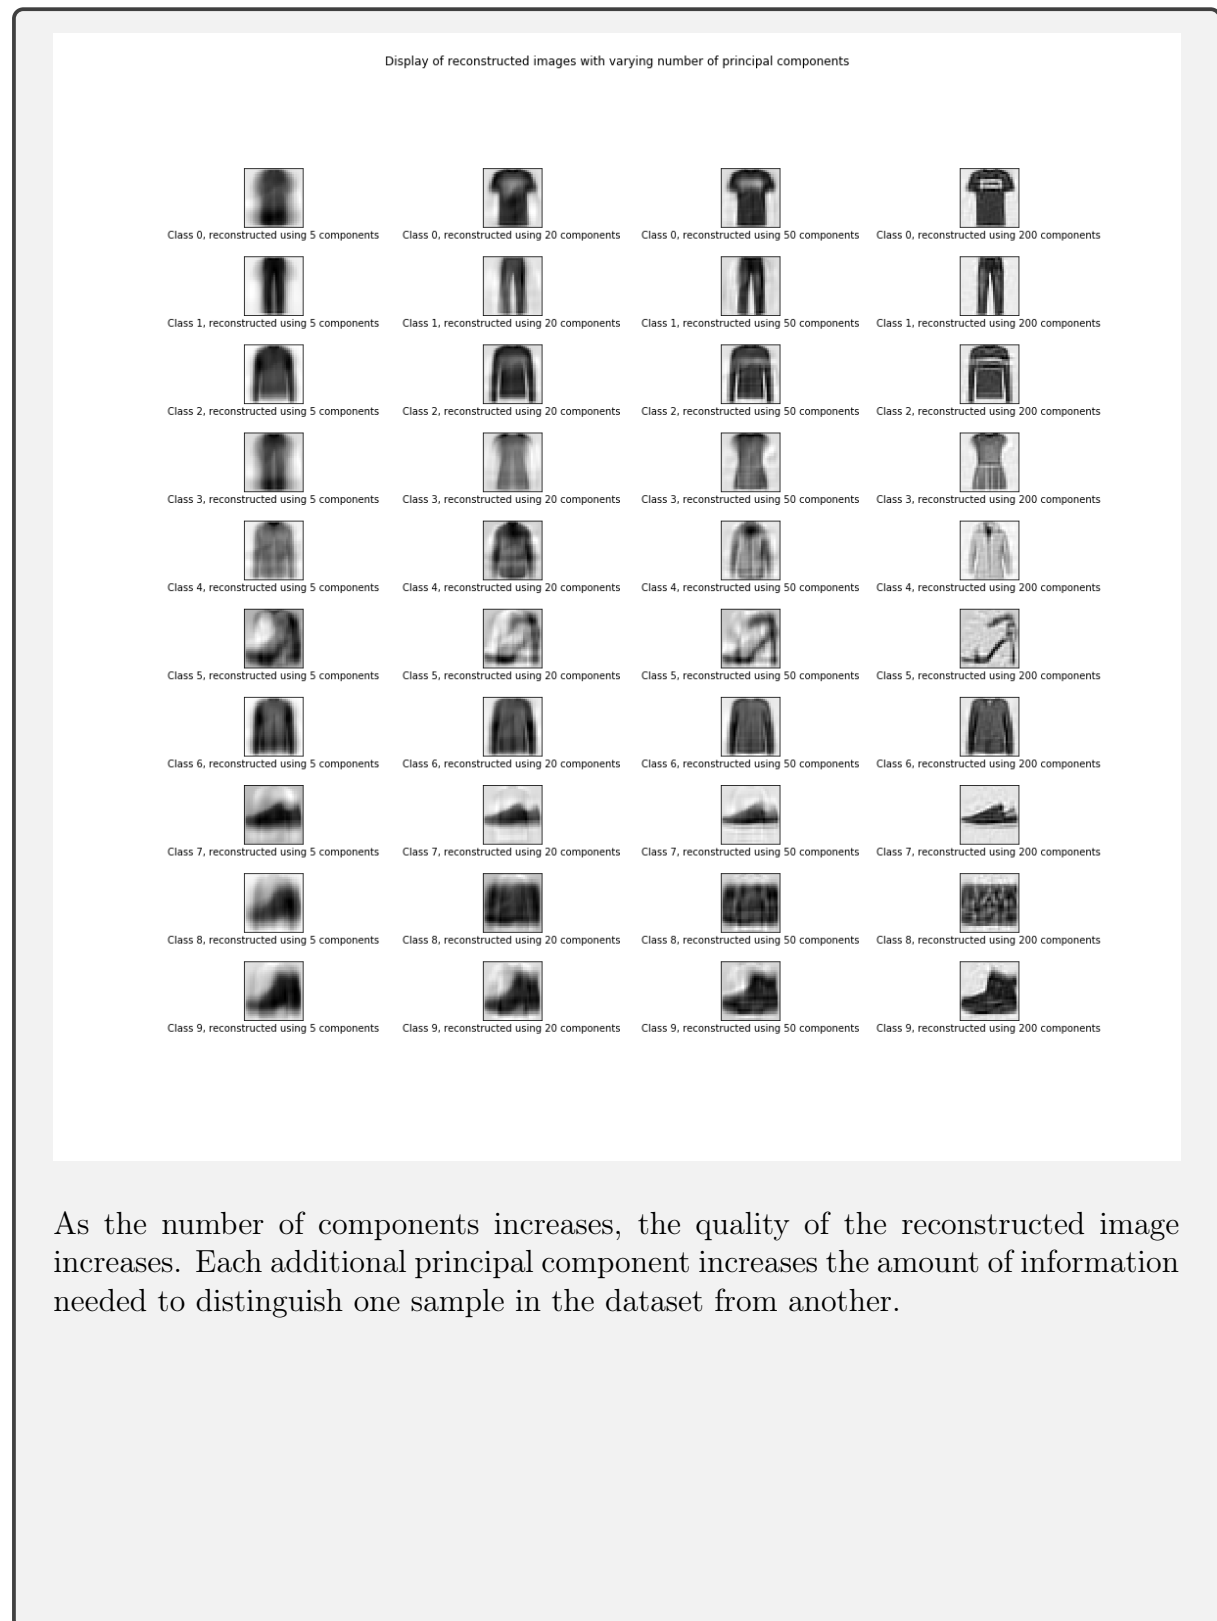 Display of reconstructed images with varying number of principal components
Class 0, reconstructed using 5 components Class 0, reconstructed using 20 components Class 0, reconstructed using 50 components Class 0, reconstructed using 200 components
Class 1, reconstructed using 5 components Class 1, reconstructed using 20 components Class 1, reconstructed using 50 components Class 1, reconstructed using 200 components
Class 2, reconstructed using 5 components Class 2, reconstructed using 20 components Class 2, reconstructed using 50 components Class 2, reconstructed using 200 components
Class 3, reconstructed using 5 components Class 3, reconstructed using 20 components Class 3, reconstructed using 50 components Class 3, reconstructed using 200 components
Class 4, reconstructed using 5 components Class 4, reconstructed using 20 components Class 4, reconstructed using 50 components Class 4, reconstructed using 200 components
Class 5, reconstructed using 5 components Class 5, reconstructed using 20 components Class 5, reconstructed using 50 components Class 5, reconstructed using 200 components
Class 6, reconstructed using 5 components Class 6, reconstructed using 20 components Class 6, reconstructed using 50 components Class 6, reconstructed using 200 components
Class 7, reconstructed using 5 components Class 7, reconstructed using 20 components Class 7, reconstructed using 50 components Class 7, reconstructed using 200 components
Class 8, reconstructed using 5 components Class 8, reconstructed using 20 components Class 8, reconstructed using 50 components Class 8, reconstructed using 200 components
Class 9, reconstructed using 5 components Class 9, reconstructed using 20 components Class 9, reconstructed using 50 components Class 9, reconstructed using 200 components
As the number of components increases, the quality of the reconstructed image
increases. Each additional principal component increases the amount of information
needed to distinguish one sample in the dataset from another.